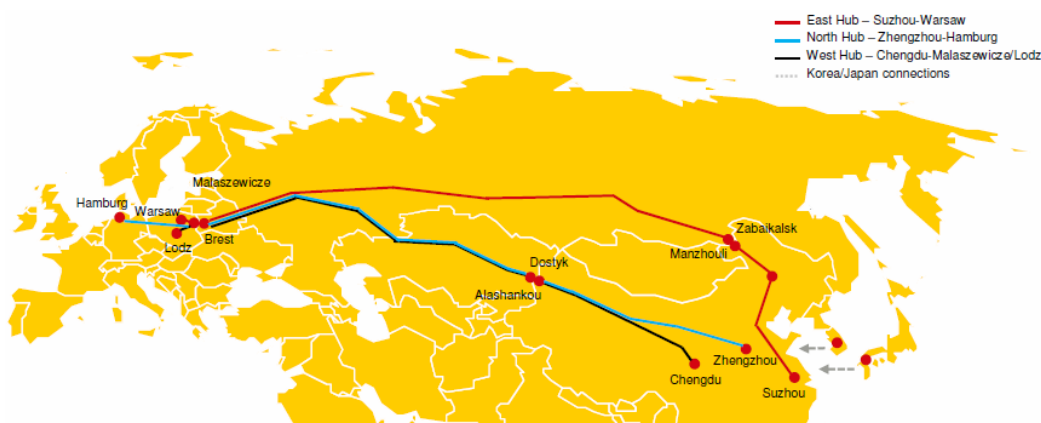 East Hub – Suzhou-Warsaw
North Hub – Zhengzhou-Hamburg
West Hub – Chengdu-Malaszewicze/Lodz
Korea/Japan connections
Malaszewicze
Hamburg
Warsaw
Lodz
Brest
Zabaikalsk
Manzhouli
Dostyk
Alashankou
Zhengzhou
Chengdu
Suzhou